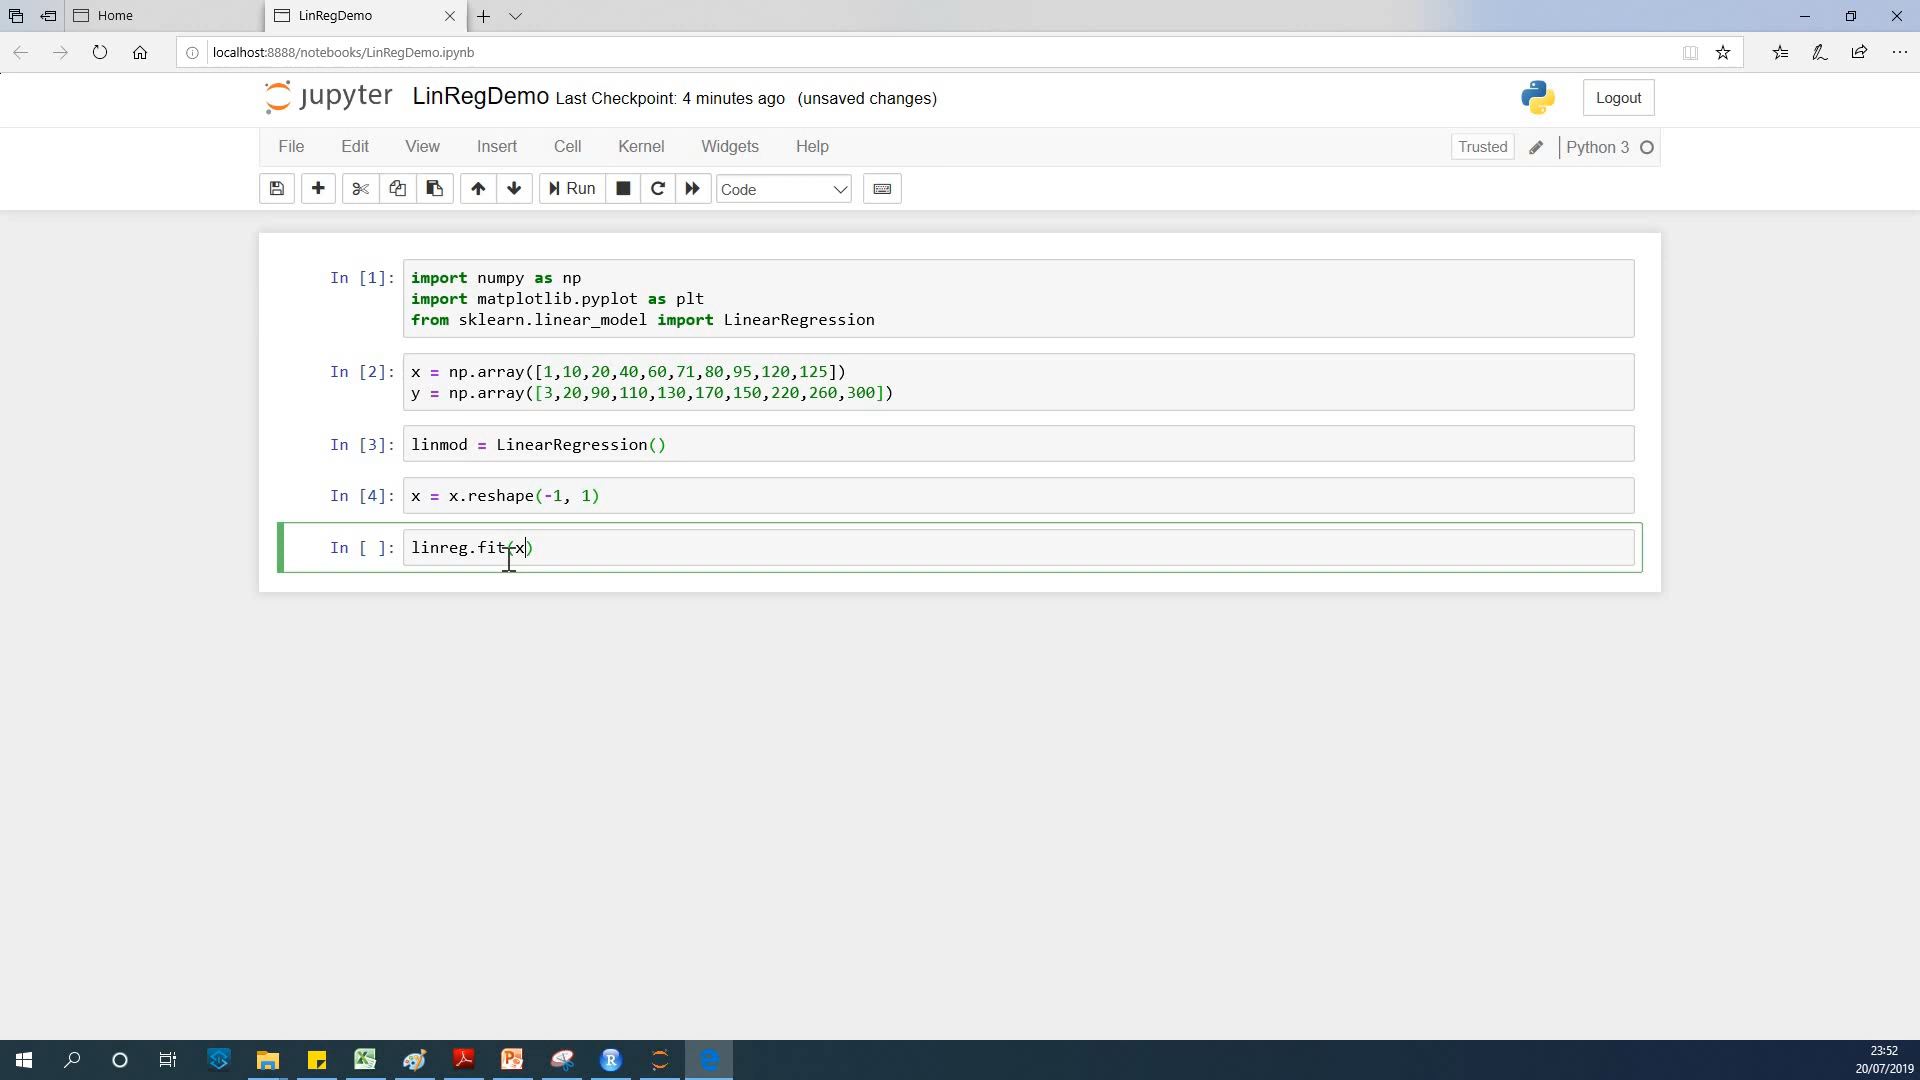 Home
LinRegDemo
localhost:8888/notebooks/LinRegDemo.ipynb
jupyter LinRegDemo Last Checkpoint: 4 minutes ago (unsaved changes)
Logout
File Edit View Insert Cell Kernel Widgets Help
Trusted
Python 3
Run
Code
In [1]:
import numpy as np
import matplotlib.pyplot as plt
from sklearn.linear_model import LinearRegression
In [2]:
x = np.array([1,10,20,40,60,71,80,95,120,125])
y = np.array([3,20,90,110,130,170,150,220,260,300])
In [3]:
linmod = LinearRegression()
In [4]:
x = x.reshape(-1, 1)
In [ ]:
linreg.fit(x)
23:52
20/07/2019